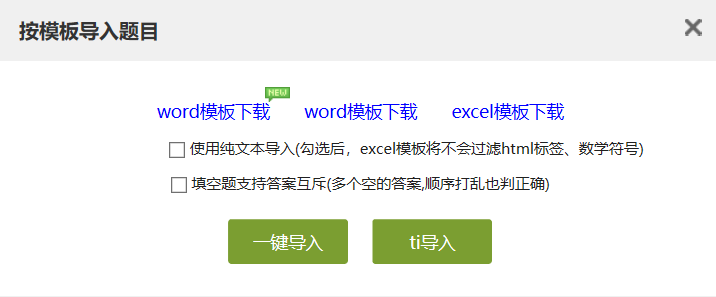 按模板导入题目
NEW
word模板下载 word模板下载 excel模板下载
使用纯文本导入(勾选后，excel模板将不会过滤html标签、数学符号)
填空题支持答案互斥(多个空的答案,顺序打乱也判正确)
一键导入 ti导入